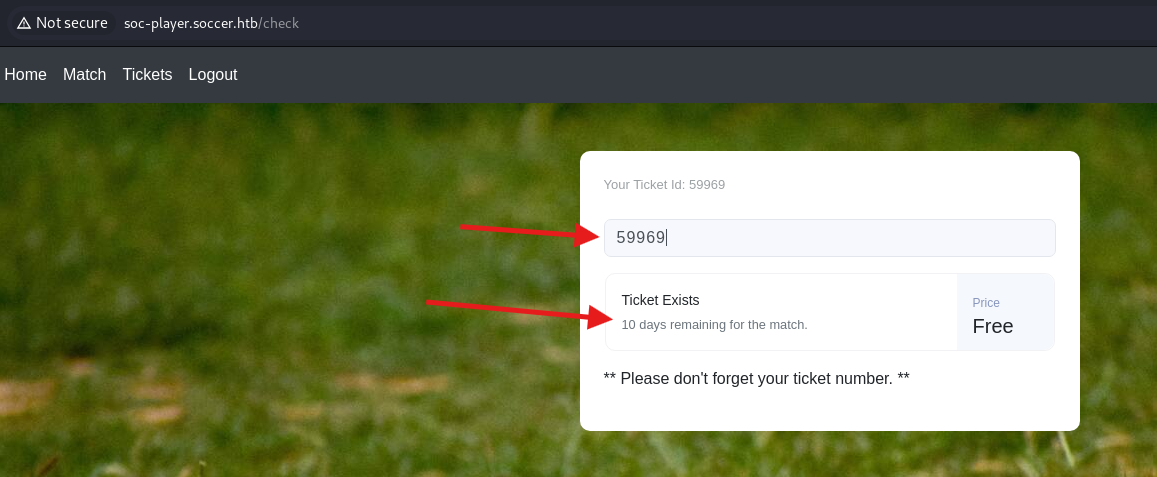 Not secure soc-player.soccer.htb/check
Home Match Tickets Logout
Your Ticket Id: 59969
59969
Ticket Exists
10 days remaining for the match.
Price
Free
** Please don't forget your ticket number. **